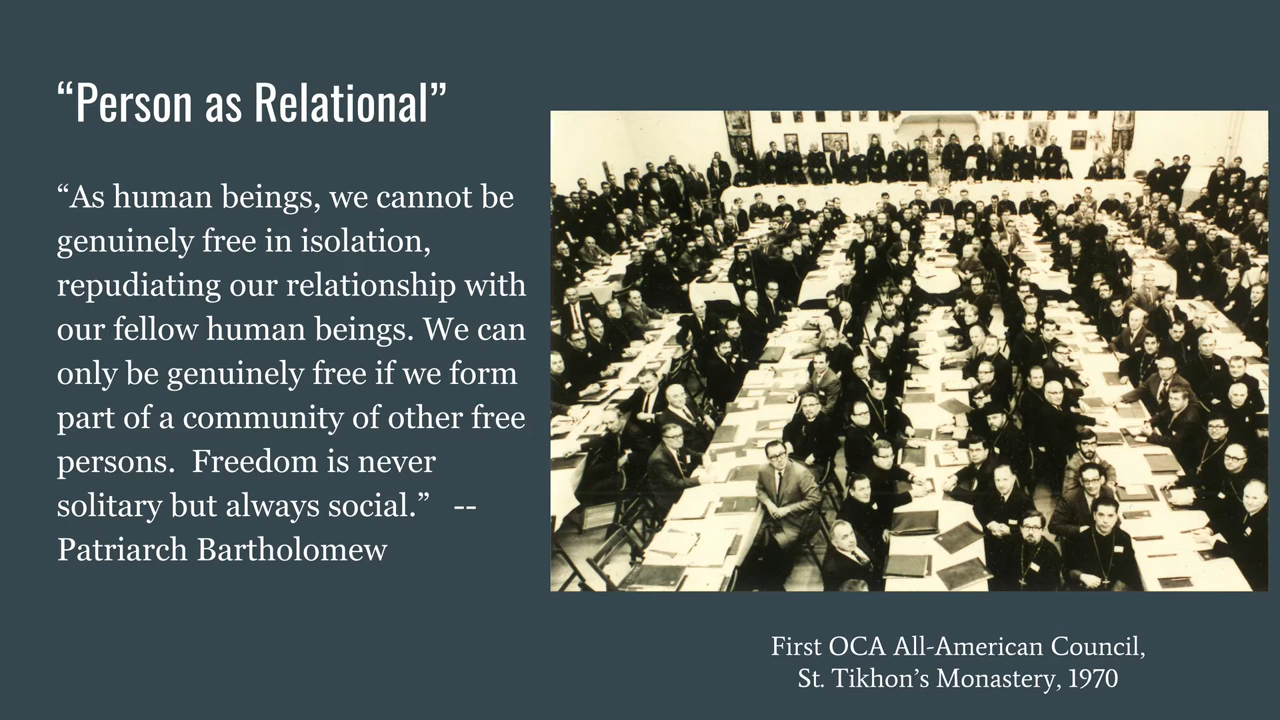 “Person as Relational”
“As human beings, we cannot be
genuinely free in isolation,
repudiating our relationship with
our fellow human beings. We can
only be genuinely free if we form
part of a community of other free
persons.  Freedom is never
solitary but always social.”   --
Patriarch Bartholomew
First OCA All-American Council,
St. Tikhon’s Monastery, 1970